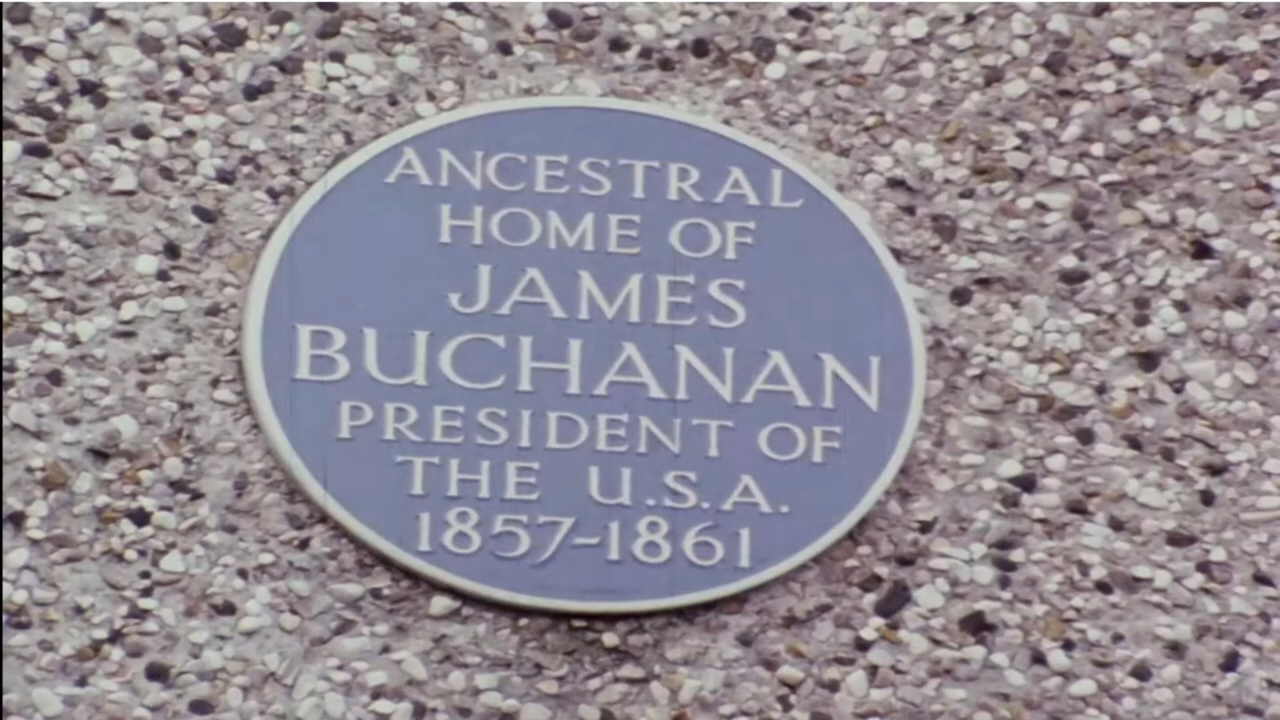 ANCESTRAL
HOME OF
JAMES
BUCHANAN
PRESIDENT OF
THE U.S.A.
1857-1861